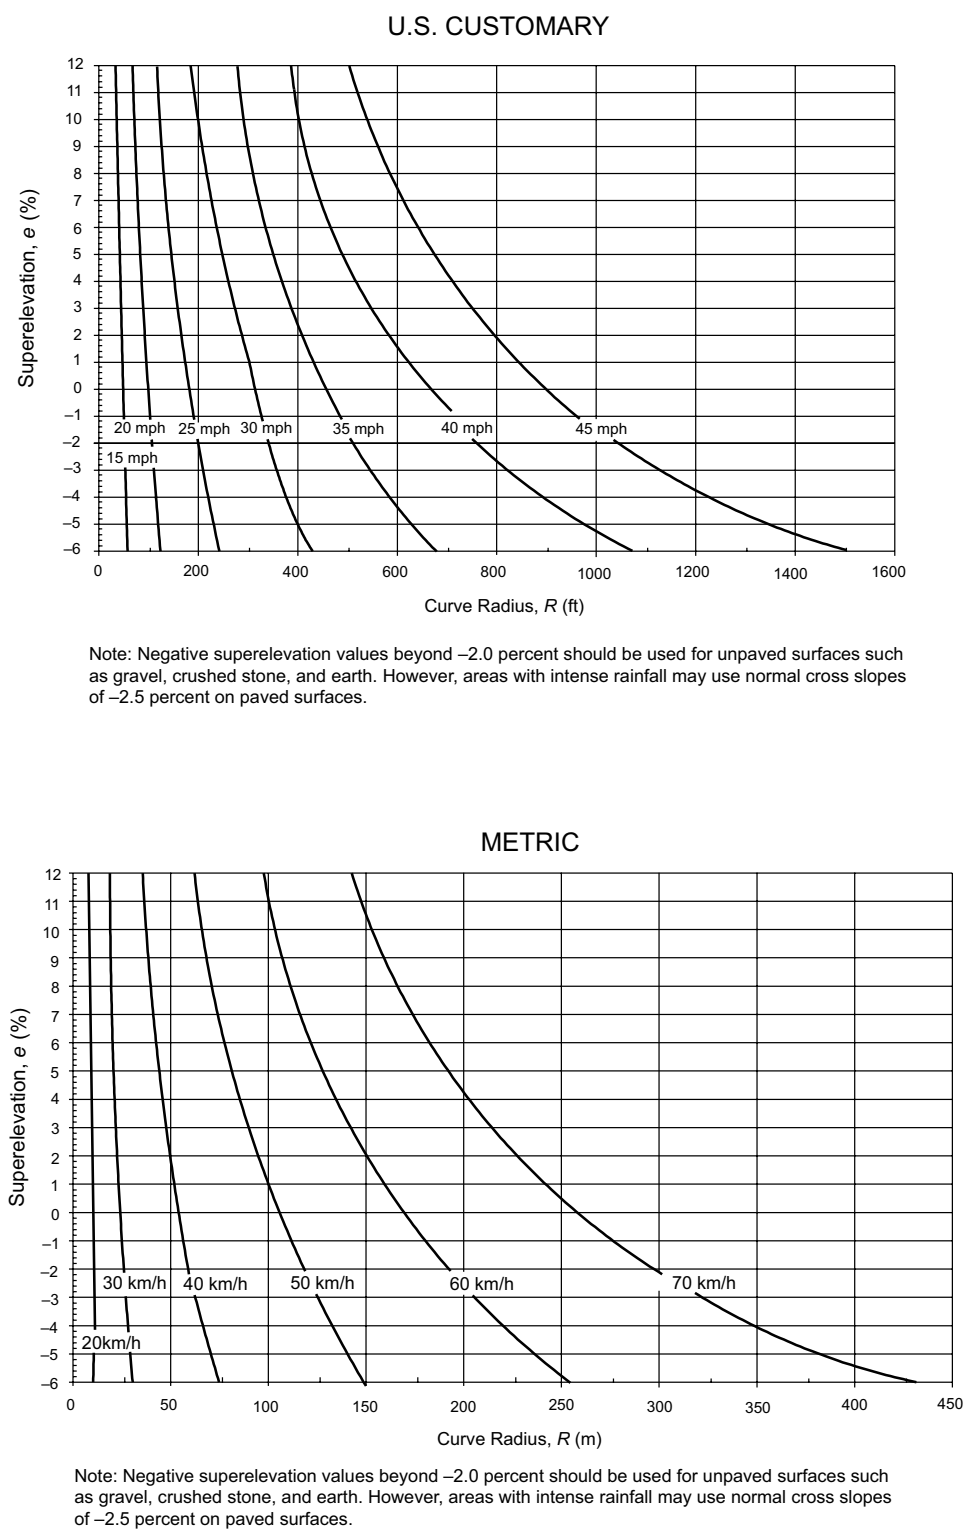 U.S. CUSTOMARY
12
11
10
9
8
7
6
5
4
3
2
1
0
–1
–2
–3
–4
–5
–6
Superelevation, e (%)
20 mph 25 mph 30 mph 35 mph 40 mph 45 mph
15 mph
0 200 400 600 800 1000 1200 1400 1600
Curve Radius, R (ft)
Note: Negative superelevation values beyond –2.0 percent should be used for unpaved surfaces such
as gravel, crushed stone, and earth. However, areas with intense rainfall may use normal cross slopes
of –2.5 percent on paved surfaces.
METRIC
12
11
10
9
8
7
6
5
4
3
2
1
0
–1
–2
–3
–4
–5
–6
Superelevation, e (%)
30 km/h 40 km/h 50 km/h 60 km/h 70 km/h
20km/h
0 50 100 150 200 250 300 350 400 450
Curve Radius, R (m)
Note: Negative superelevation values beyond –2.0 percent should be used for unpaved surfaces such
as gravel, crushed stone, and earth. However, areas with intense rainfall may use normal cross slopes
of –2.5 percent on paved surfaces.